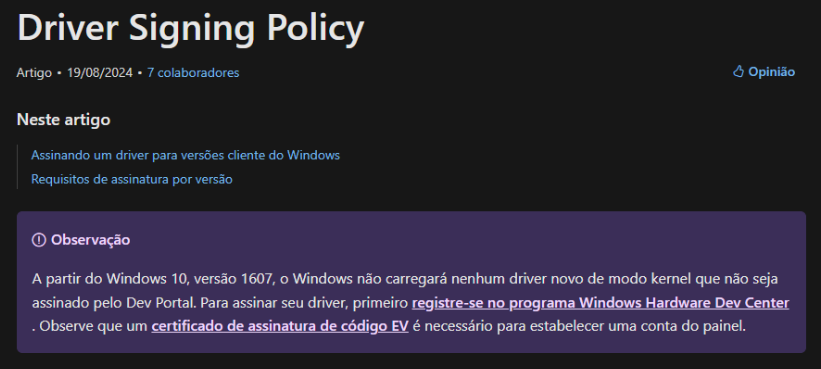 Driver Signing Policy
Artigo • 19/08/2024 • 7 colaboradores
Opinião
Neste artigo
Assinando um driver para versões cliente do Windows
Requisitos de assinatura por versão
Observação
A partir do Windows 10, versão 1607, o Windows não carregará nenhum driver novo de modo kernel que não seja
assinado pelo Dev Portal. Para assinar seu driver, primeiro registre-se no programa Windows Hardware Dev Center
. Observe que um certificado de assinatura de código EV é necessário para estabelecer uma conta do painel.